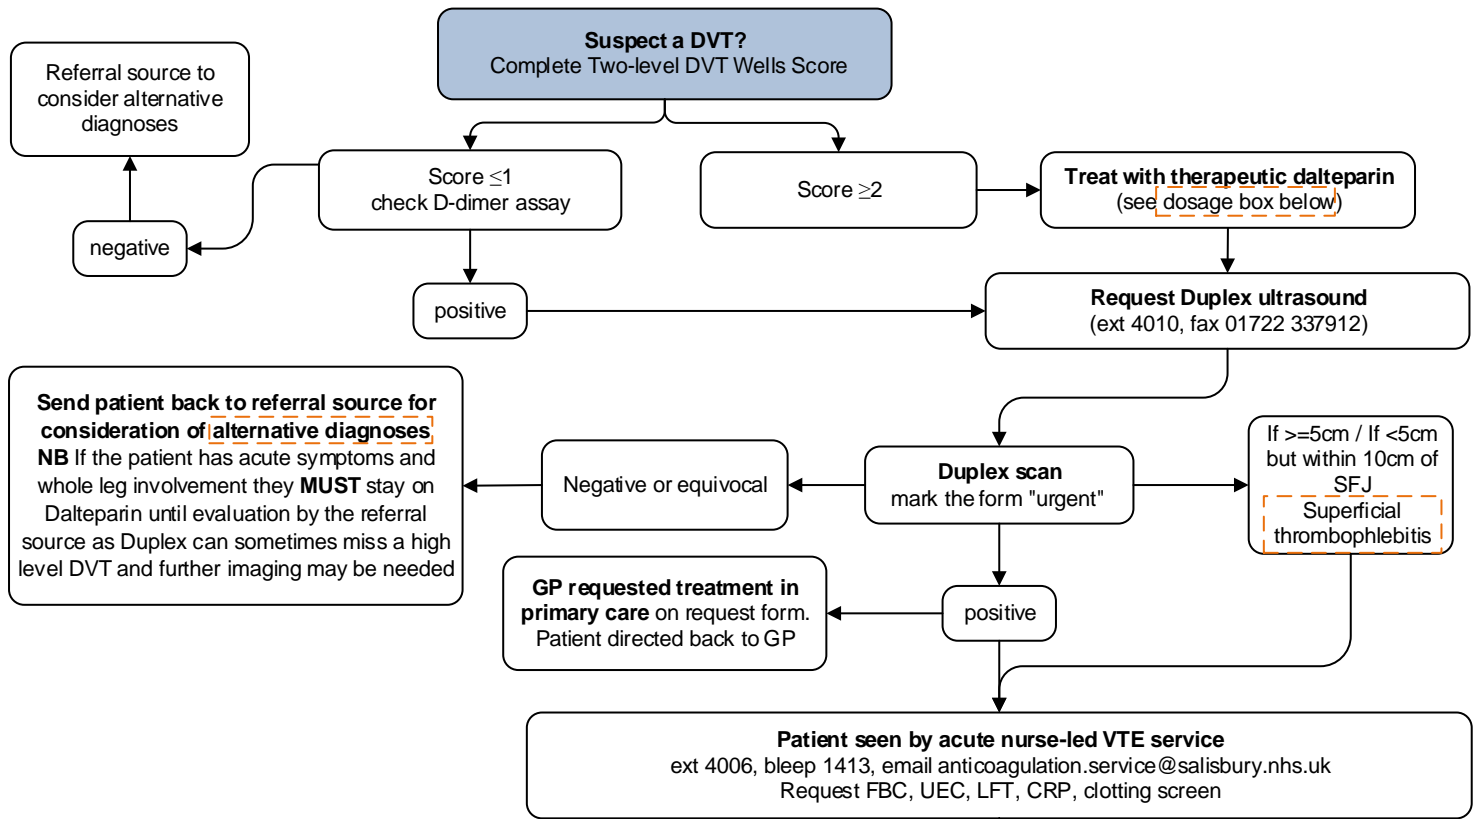 Suspect a DVT?
Complete Two-level DVT Wells Score
Referral source to
consider alternative
diagnoses
Score ≤1
check D-dimer assay
Score ≥2
Treat with therapeutic dalteparin
(see dosage box below)
negative
positive
Request Duplex ultrasound
(ext 4010, fax 01722 337912)
Send patient back to referral source for
consideration of alternative diagnoses
NB If the patient has acute symptoms and
whole leg involvement they MUST stay on
Dalteparin until evaluation by the referral
source as Duplex can sometimes miss a high
level DVT and further imaging may be needed
Negative or equivocal
Duplex scan
mark the form "urgent"
If >=5cm / If <5cm
but within 10cm of
SFJ
Superficial
thrombophlebitis
GP requested treatment in
primary care on request form.
Patient directed back to GP
positive
Patient seen by acute nurse-led VTE service
ext 4006, bleep 1413, email anticoagulation.service@salisbury.nhs.uk
Request FBC, UEC, LFT, CRP, clotting screen